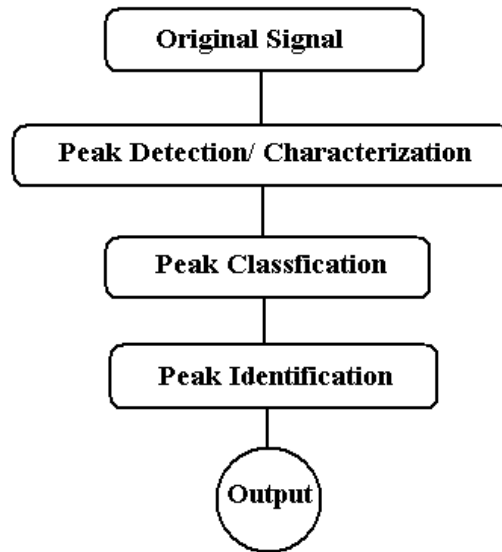 Original Signal
Peak Detection/ Characterization
Peak Classfication
Peak Identification
Output